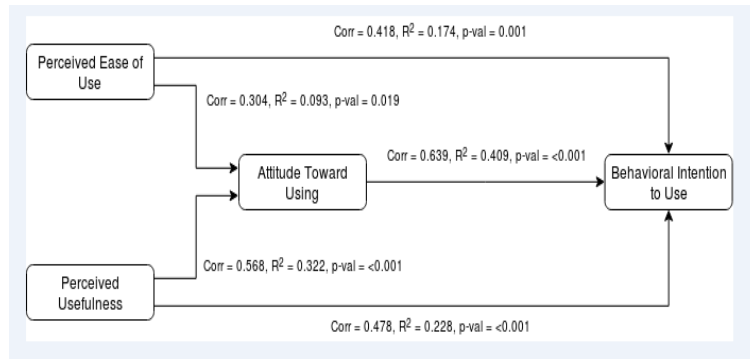 Corr = 0.418, R² = 0.174, p-val = 0.001
Perceived Ease of
Use
Corr = 0.304, R² = 0.093, p-val = 0.019
Corr = 0.639, R² = 0.409, p-val = <0.001
Attitude Toward
Using
Behavioral Intention
to Use
Corr = 0.568, R² = 0.322, p-val = <0.001
Perceived
Usefulness
Corr = 0.478, R² = 0.228, p-val = <0.001